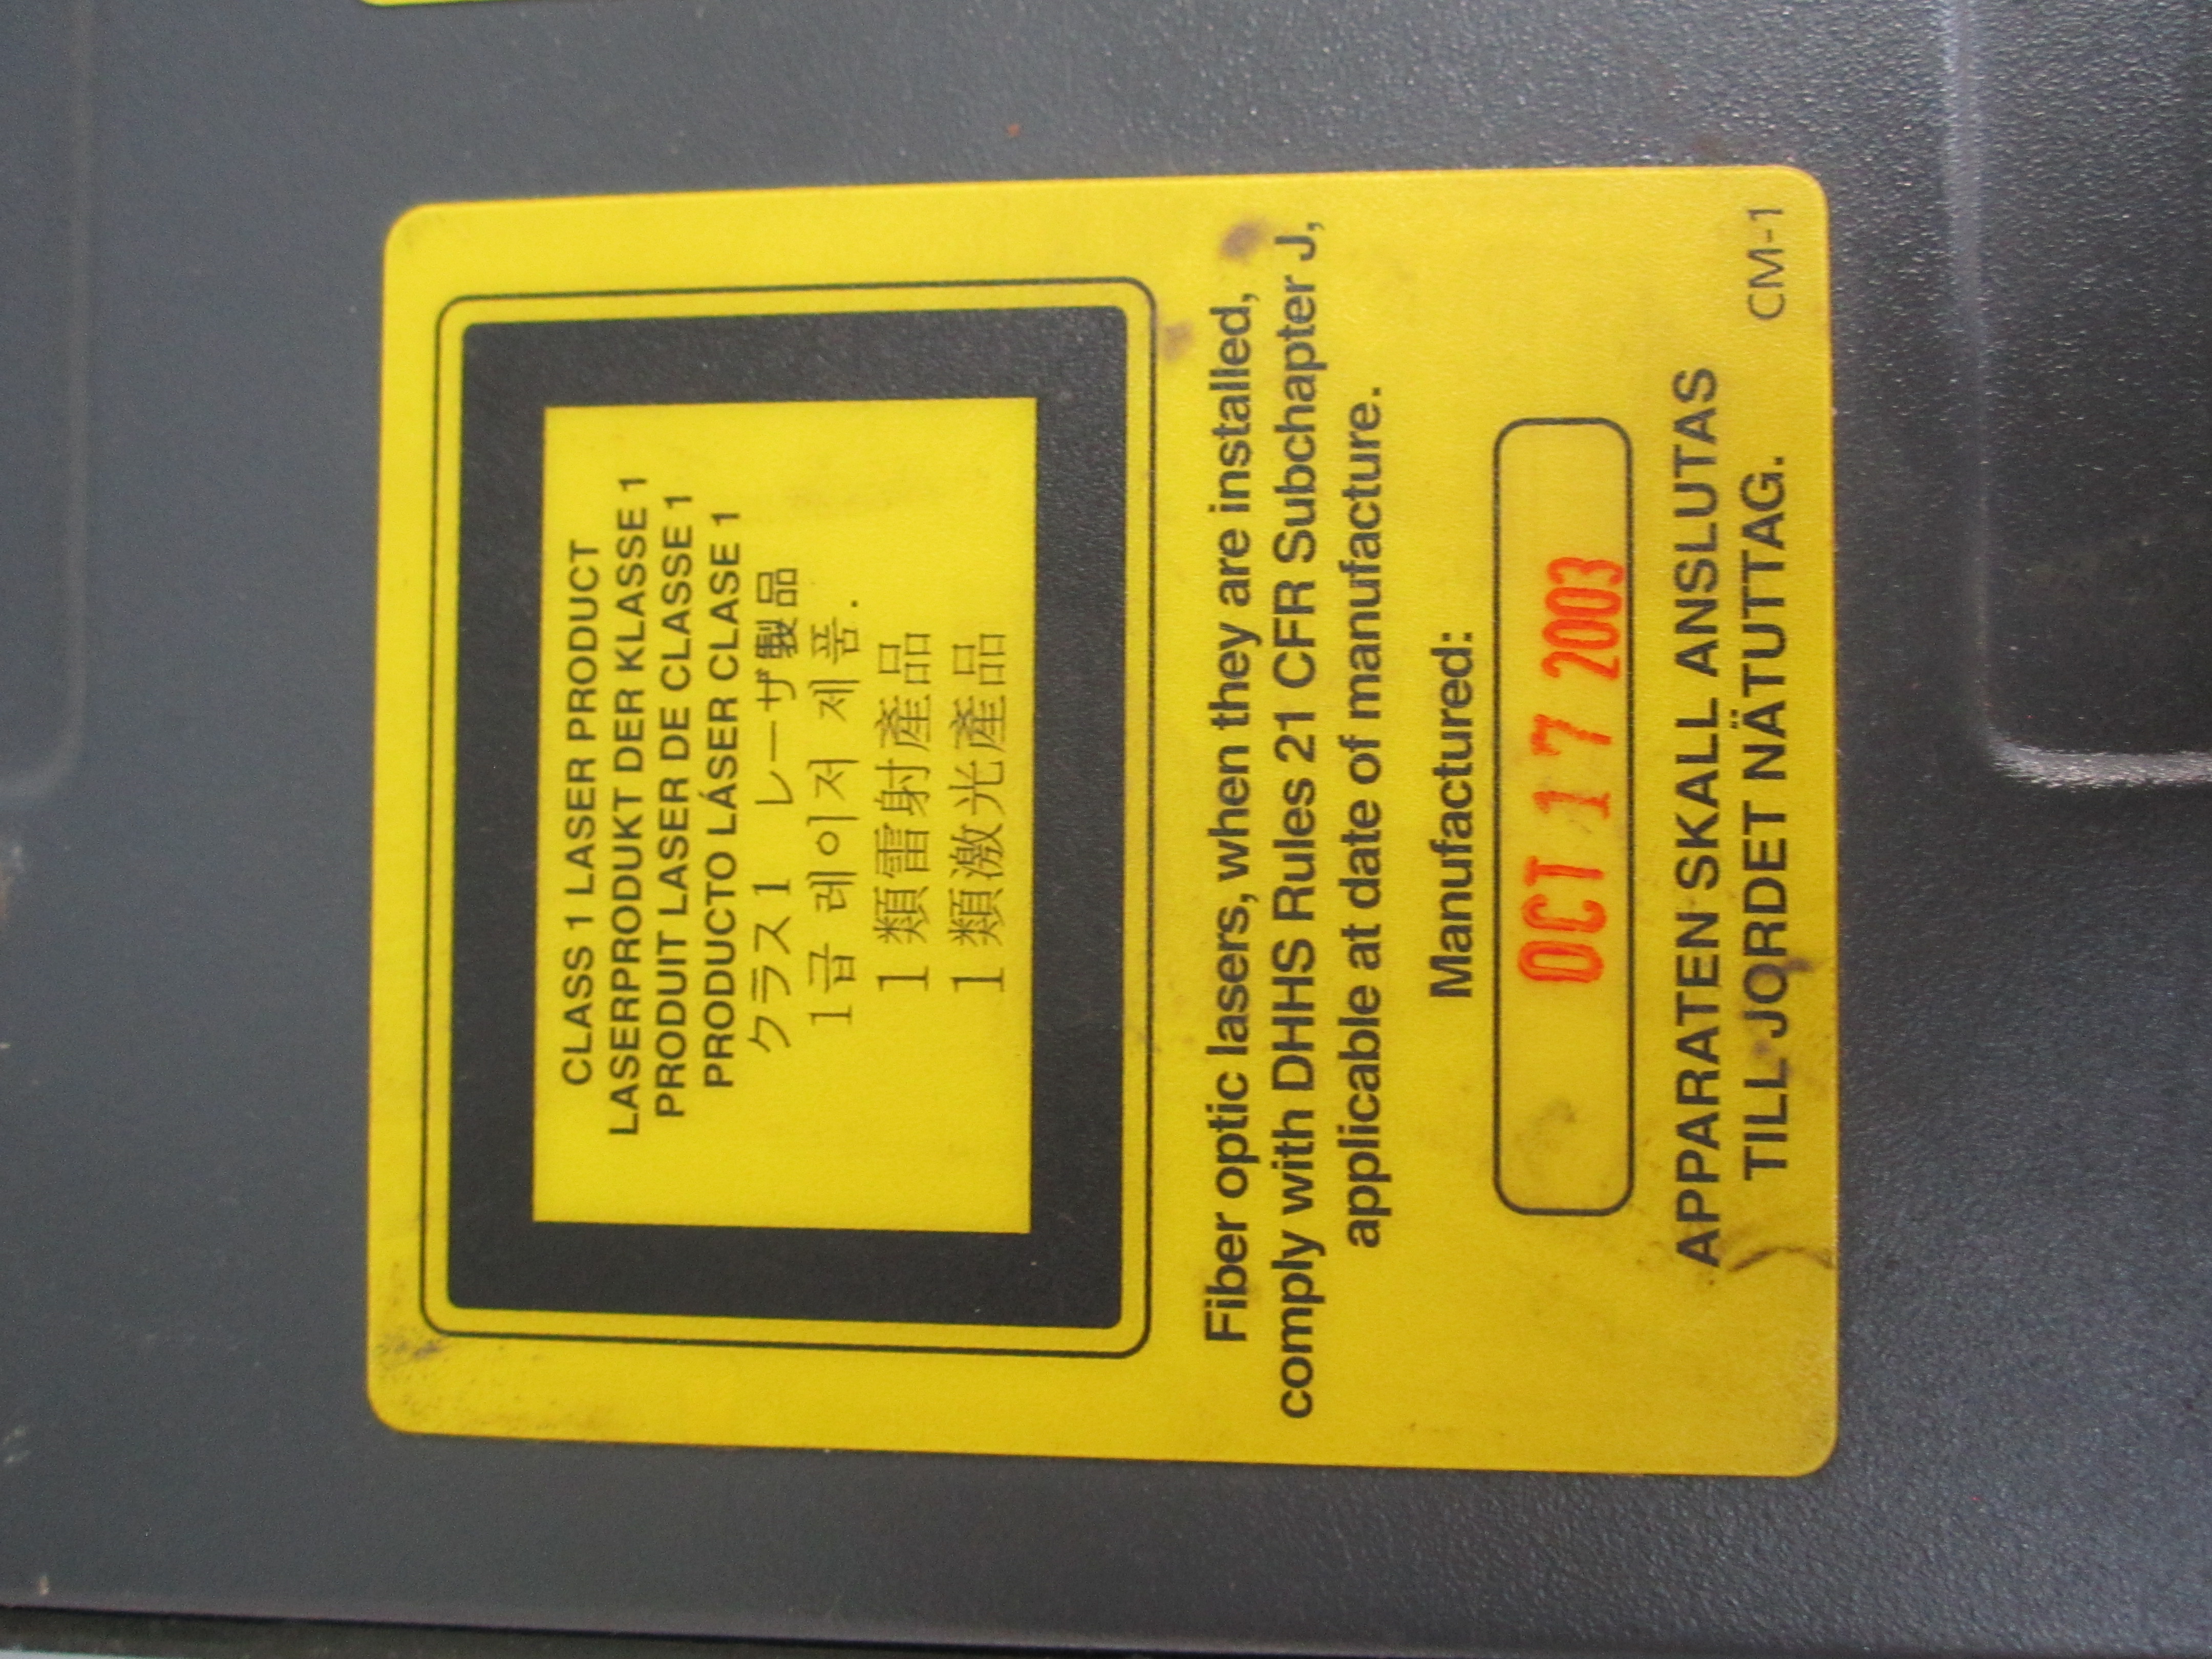 CLASS 1 LASER PRODUCT
LASERPRODUKT DER KLASSE 1
PRODUIT LASER DE CLASSE 1
PRODUCTO LÁSER CLASE 1
クラス1 レーザ製品
1급 레이저 제품.
1 類雷射產品
1 類激光產品
Fiber optic lasers, when they are installed,
comply with DHHS Rules 21 CFR Subchapter J,
applicable at date of manufacture.
Manufactured:
OCT 17 2003
APPARATEN SKALL ANSLUTAS
TILL JORDET NÄTUTTAG.
CM-1